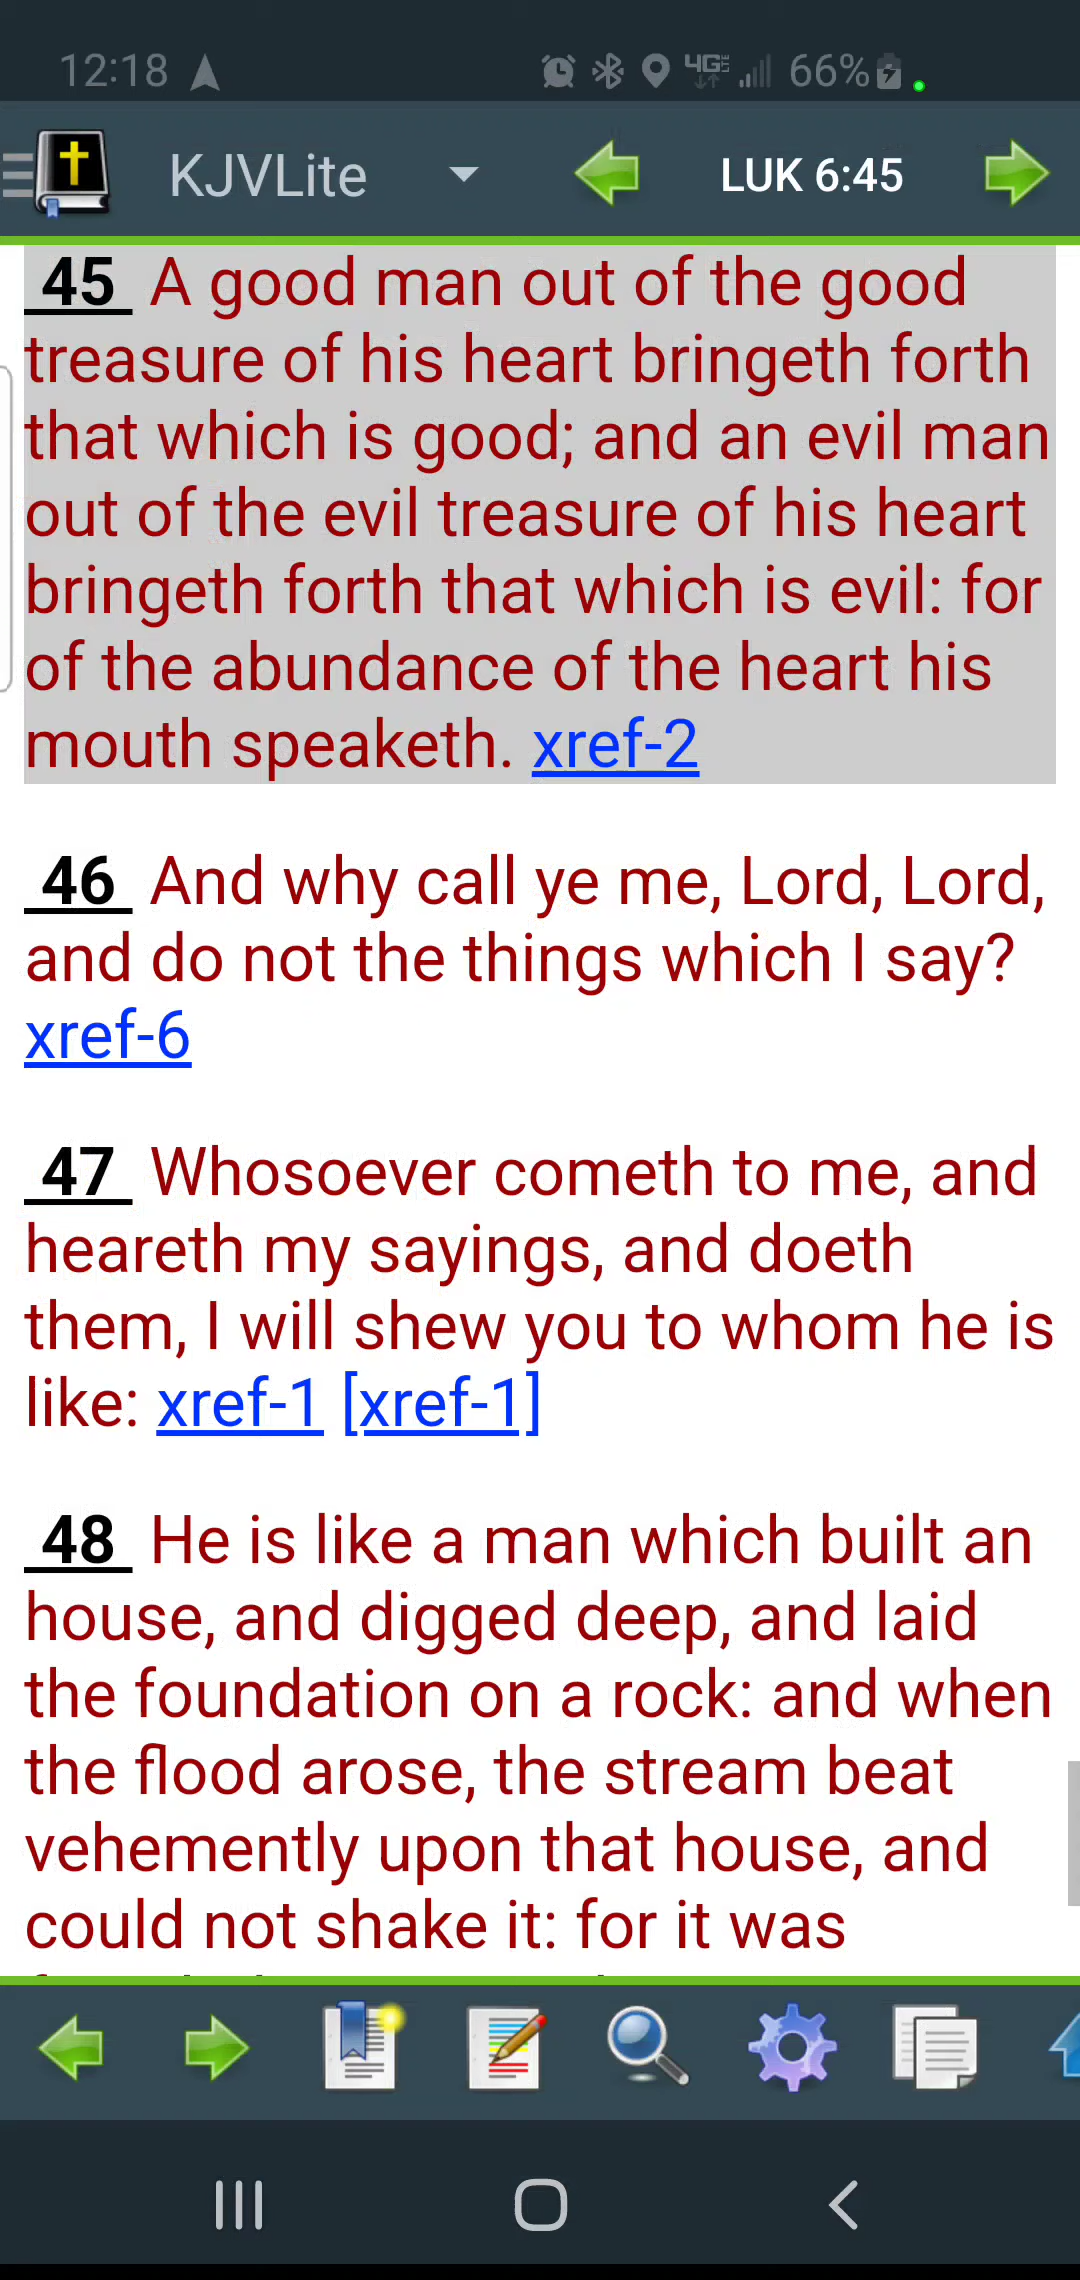 12:18 4G LTE 66%
KJVLite LUK 6:45
45 A good man out of the good
treasure of his heart bringeth forth
that which is good; and an evil man
out of the evil treasure of his heart
bringeth forth that which is evil: for
of the abundance of the heart his
mouth speaketh. xref-2
46 And why call ye me, Lord, Lord,
and do not the things which I say?
xref-6
47 Whosoever cometh to me, and
heareth my sayings, and doeth
them, I will shew you to whom he is
like: xref-1 [xref-1]
48 He is like a man which built an
house, and digged deep, and laid
the foundation on a rock: and when
the flood arose, the stream beat
vehemently upon that house, and
could not shake it: for it was